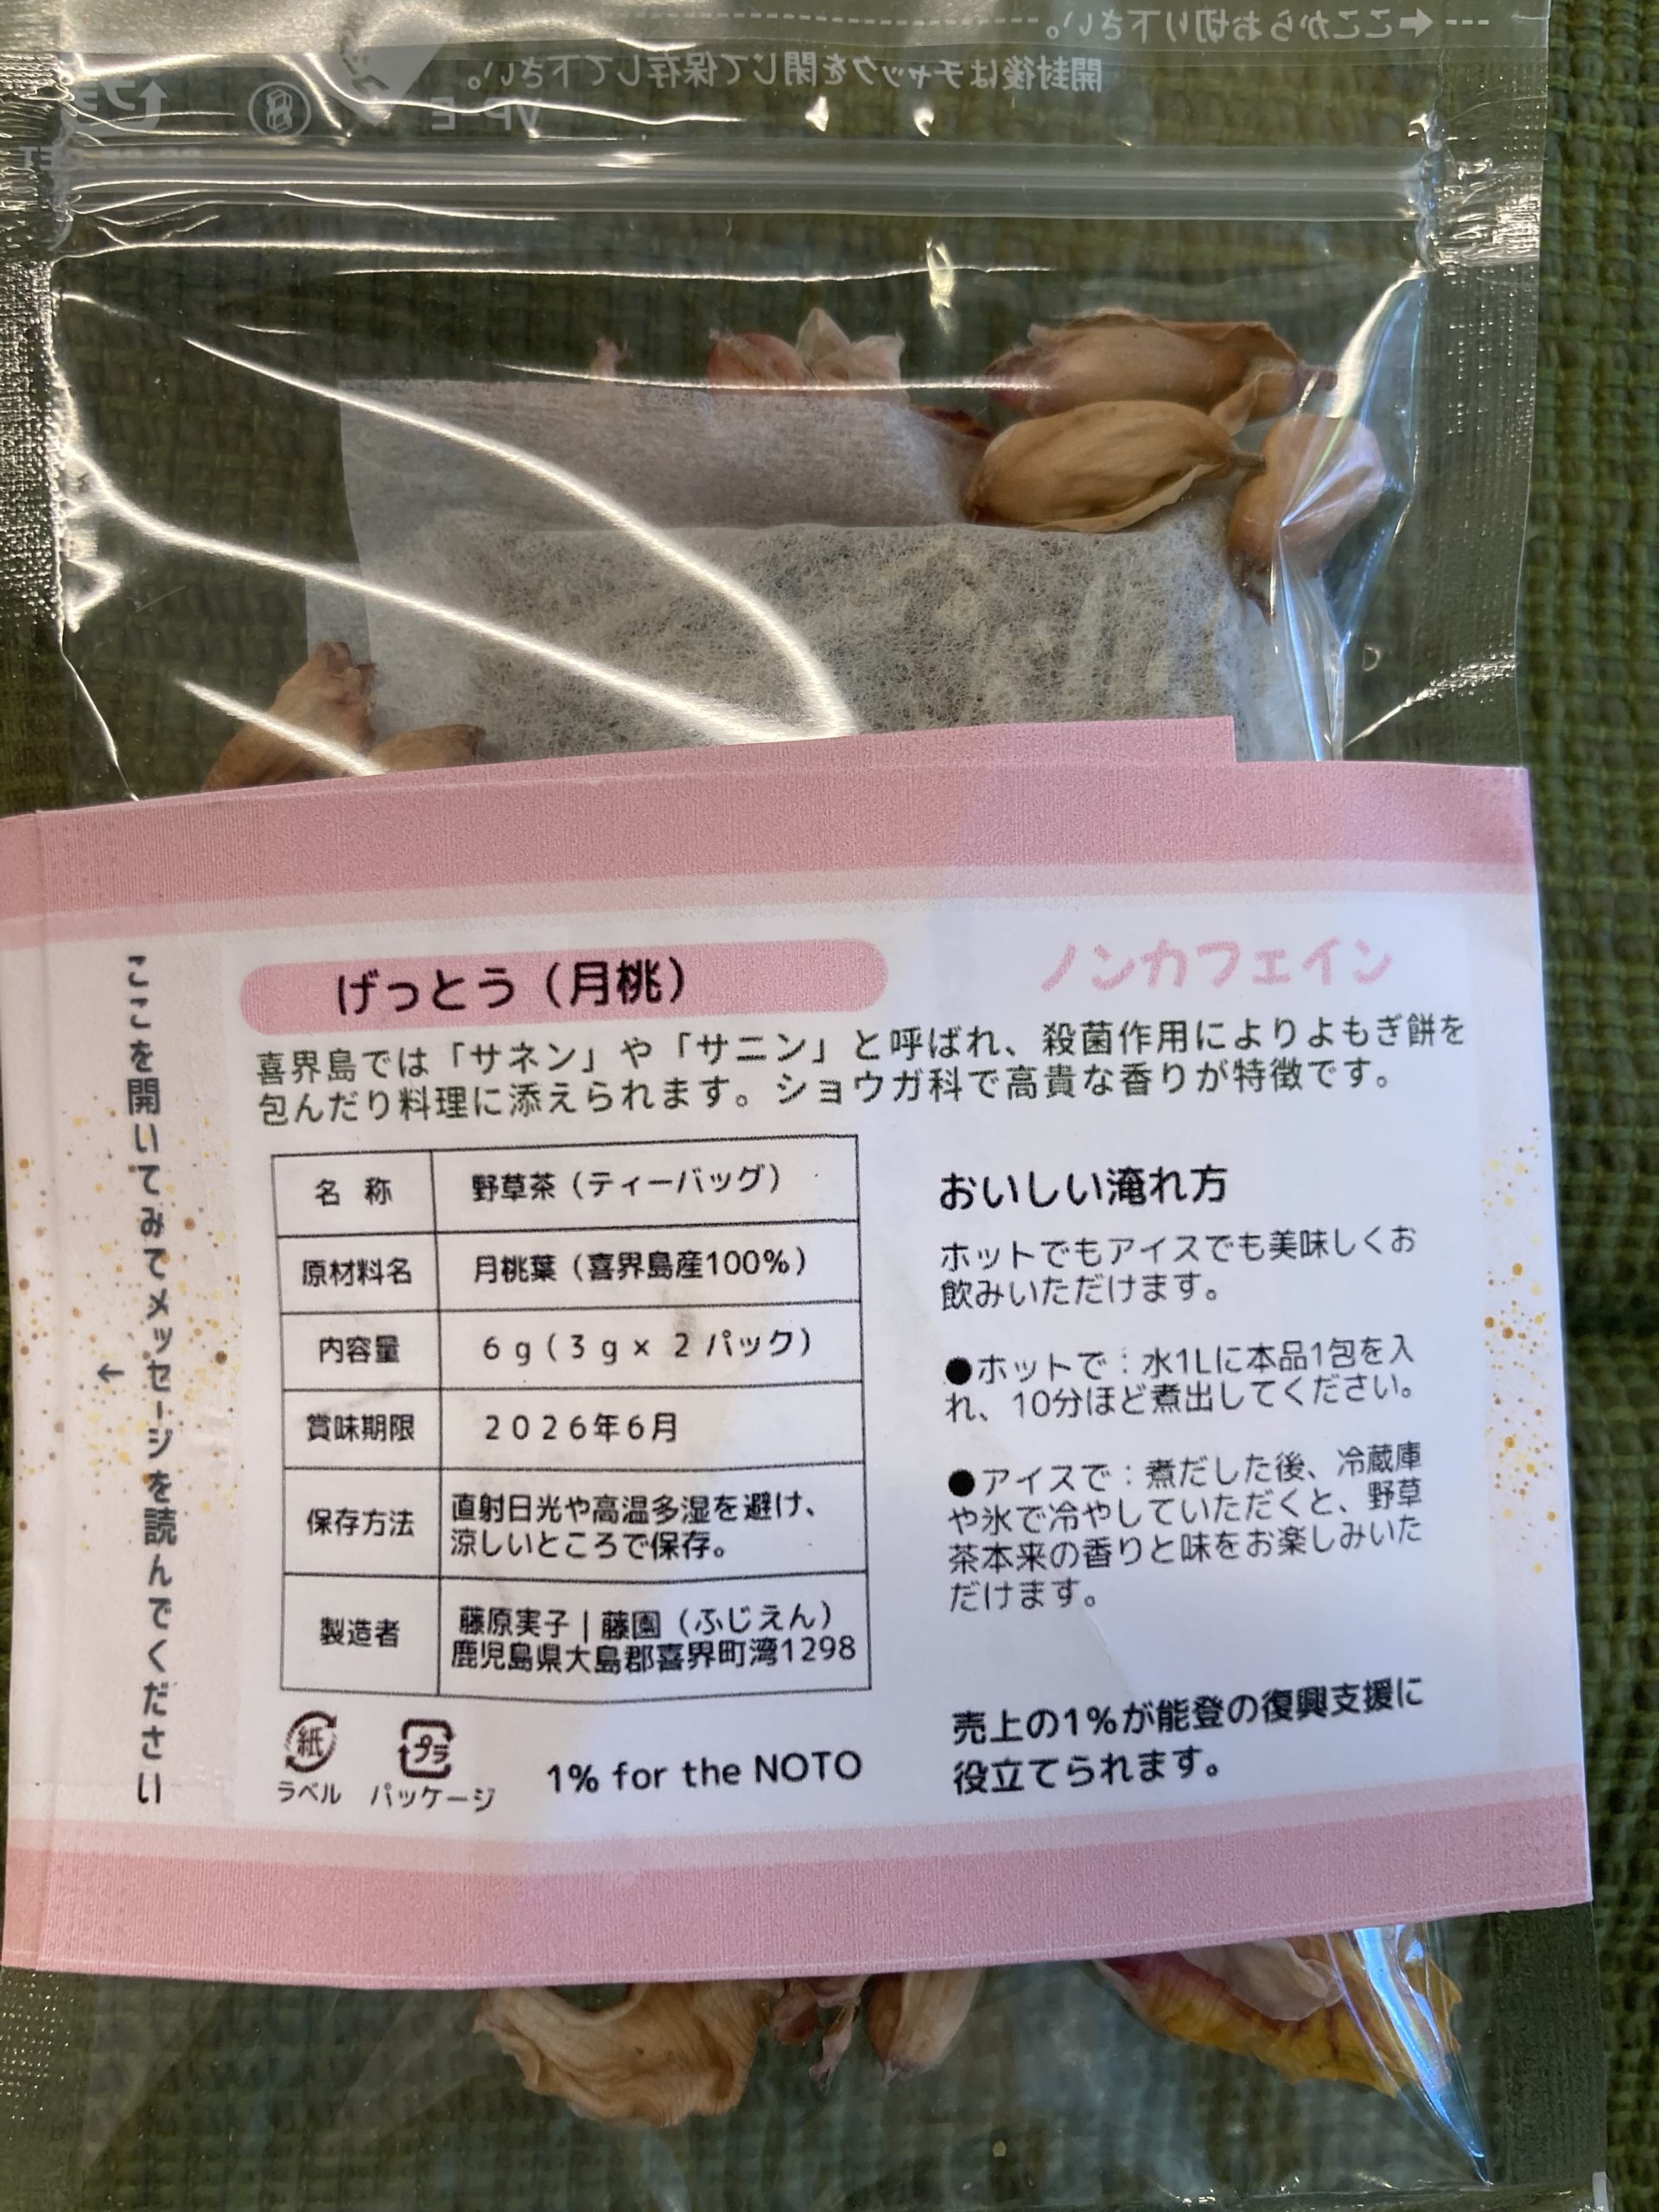 ←ここからお切り下さい。
開封後はチャックを閉じて保存して下さい。
プラ
VP-E
げっとう（月桃）
ノンカフェイン
喜界島では「サネン」や「サニン」と呼ばれ、殺菌作用によりよもぎ餅を
包んだり料理に添えられます。ショウガ科で高貴な香りが特徴です。
ここを開いてみてメッセージを読んでください
←
名 称 野草茶（ティーバッグ）
原材料名 月桃葉（喜界島産100％）
内容量 6g(3g×2パック)
賞味期限 2026年6月
保存方法 直射日光や高温多湿を避け、
涼しいところで保存。
製造者 藤原実子 | 藤園（ふじえん）
鹿児島県大島郡喜界町湾1298
紙
ラベル
プラ
パッケージ
1% for the NOTO
おいしい淹れ方
ホットでもアイスでも美味しくお
飲みいただけます。
●ホットで：水1Lに本品1包を入
れ、10分ほど煮出してください。
●アイスで：煮だした後、冷蔵庫
や氷で冷やしていただくと、野草
茶本来の香りと味をお楽しみいた
だけます。
売上の1％が能登の復興支援に
役立てられます。